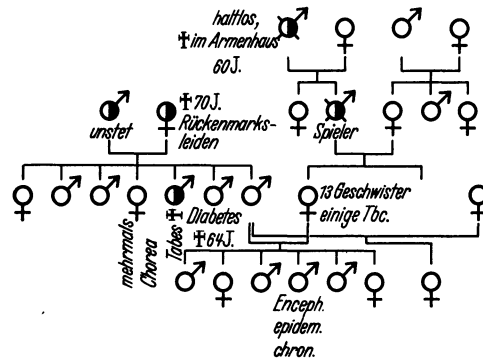 haltlos,
✠ im Armenhaus
60 J.
✠ 70 J.
unstet
Rückenmarks-
leiden
Spieler
13 Geschwister
einige Tbc.
mehrmals
Chorea
Tabes ✠
Diabetes
✠ 64 J.
Enceph.
epidem.
chron.